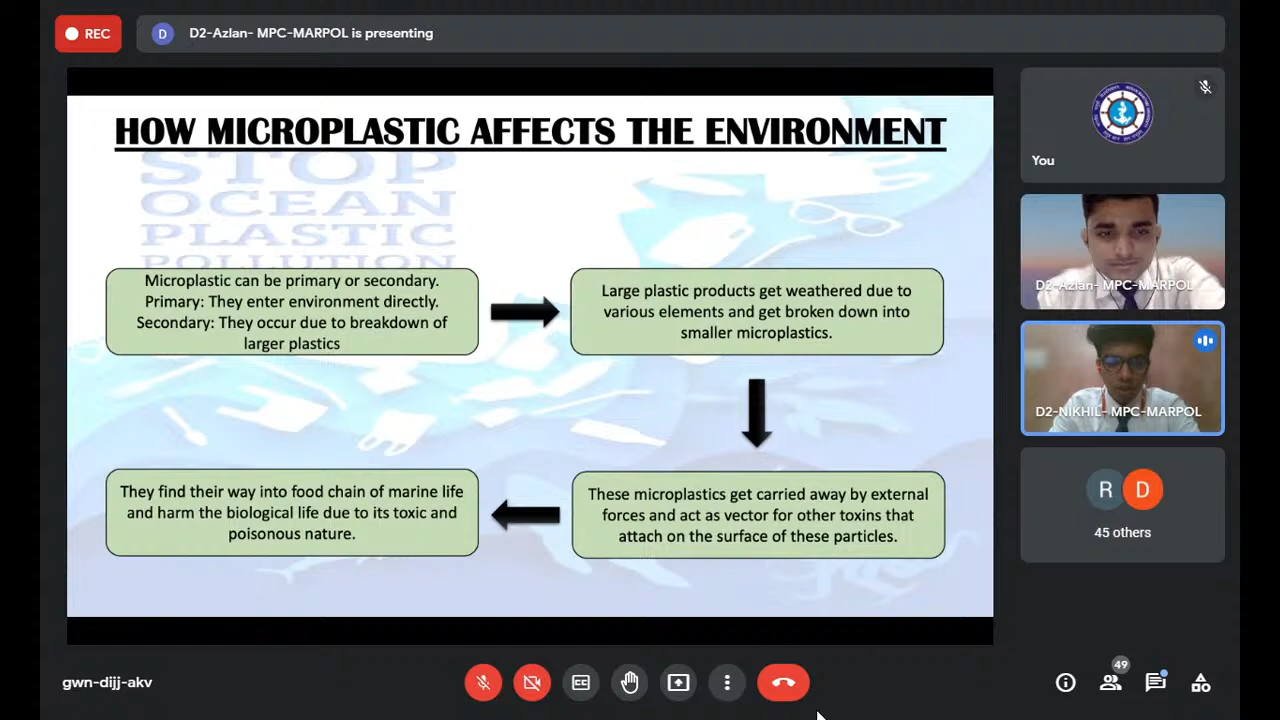 REC
D
D2-Azlan- MPC-MARPOL is presenting
HOW MICROPLASTIC AFFECTS THE ENVIRONMENT
STOP
OCEAN
PLASTIC
POLLUTION
Microplastic can be primary or secondary.
Primary: They enter environment directly.
Secondary: They occur due to breakdown of
larger plastics
Large plastic products get weathered due to
various elements and get broken down into
smaller microplastics.
They find their way into food chain of marine life
and harm the biological life due to its toxic and
poisonous nature.
These microplastics get carried away by external
forces and act as vector for other toxins that
attach on the surface of these particles.
You
D2-Azlan- MPC-MARPOL
D2-NIKHIL- MPC-MARPOL
R D
45 others
gwn-dijj-akv
CC
49